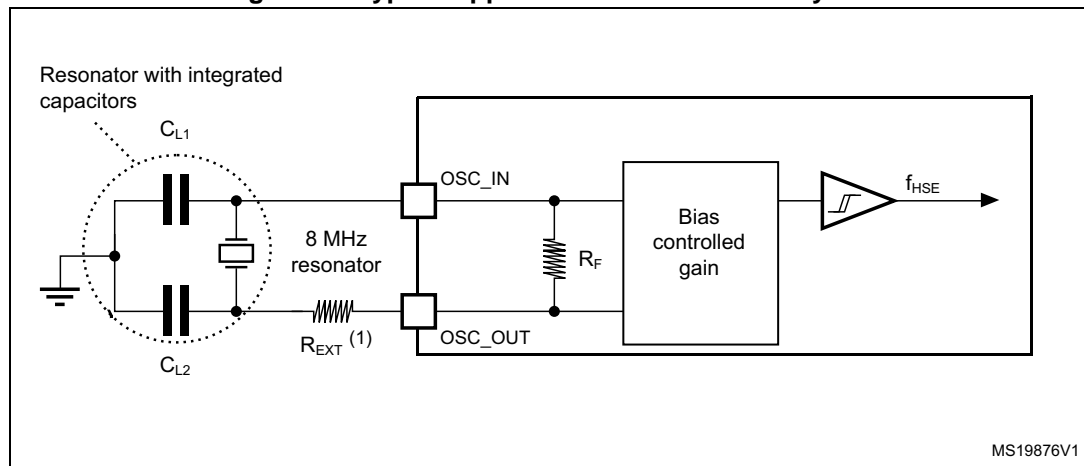 Resonator with integrated
capacitors
CL1
OSC_IN
fHSE
8 MHz
resonator
RF
Bias
controlled
gain
REXT (1)
OSC_OUT
CL2
MS19876V1